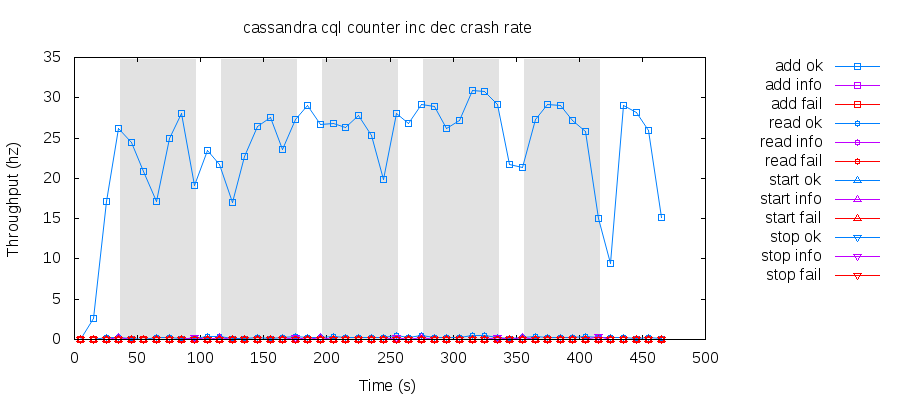 cassandra cql counter inc dec crash rate
Throughput (hz)
35
30
25
20
15
10
5
0
0 50 100 150 200 250 300 350 400 450 500
Time (s)
add ok
add info
add fail
read ok
read info
read fail
start ok
start info
start fail
stop ok
stop info
stop fail